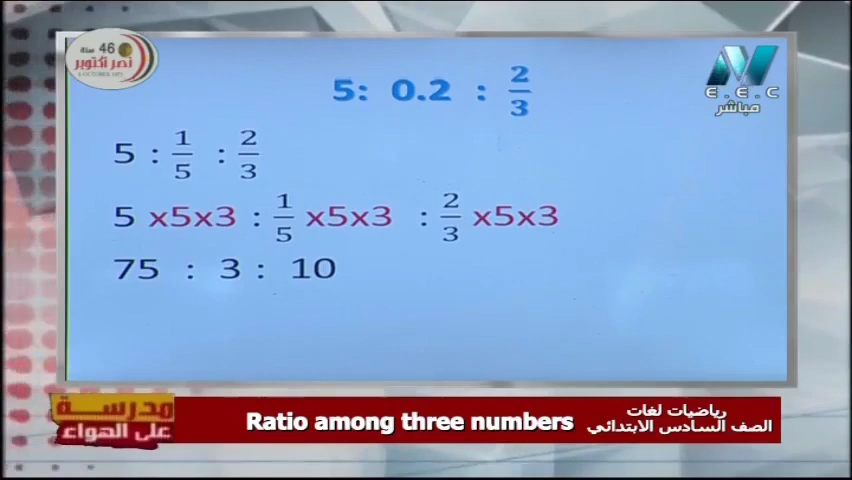 46 سنة
نصر أكتوبر
6 OCTOBER 1973
E.E.C
مباشر
5: 0.2 : 2/3
5 : 1/5 : 2/3
5 x5x3 : 1/5 x5x3 : 2/3 x5x3
75 : 3 : 10
مدرسة
على الهواء
Ratio among three numbers
رياضيات لغات
الصف السادس الابتدائي